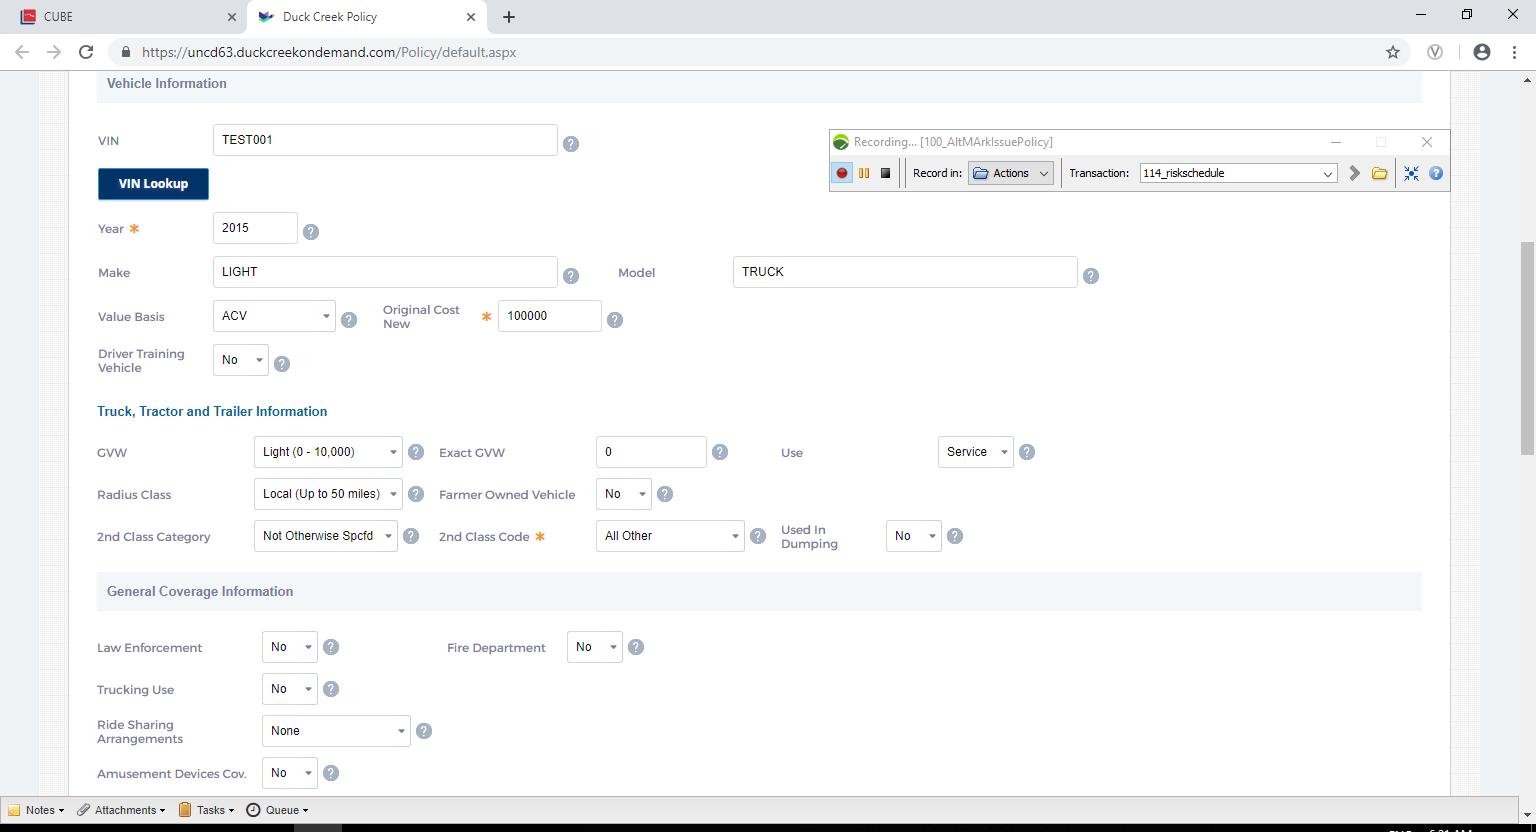 CUBE
Duck Creek Policy
https://uncd63.duckcreekondemand.com/Policy/default.aspx
Vehicle Information
VIN TEST001 ?
Recording... [100_AltMArkIssuePolicy]
Record in: Actions Transaction: 114_riskschedule ?
VIN Lookup
Year * 2015 ?
Make LIGHT ? Model TRUCK ?
Value Basis ACV ? Original Cost New * 100000 ?
Driver Training Vehicle No ?
Truck, Tractor and Trailer Information
GVW Light (0 - 10,000) ? Exact GVW 0 ? Use Service ?
Radius Class Local (Up to 50 miles) ? Farmer Owned Vehicle No ?
2nd Class Category Not Otherwise Spcfd ? 2nd Class Code * All Other ? Used In Dumping No ?
General Coverage Information
Law Enforcement No ? Fire Department No ?
Trucking Use No ?
Ride Sharing Arrangements None ?
Amusement Devices Cov. No ?
Notes Attachments Tasks Queue